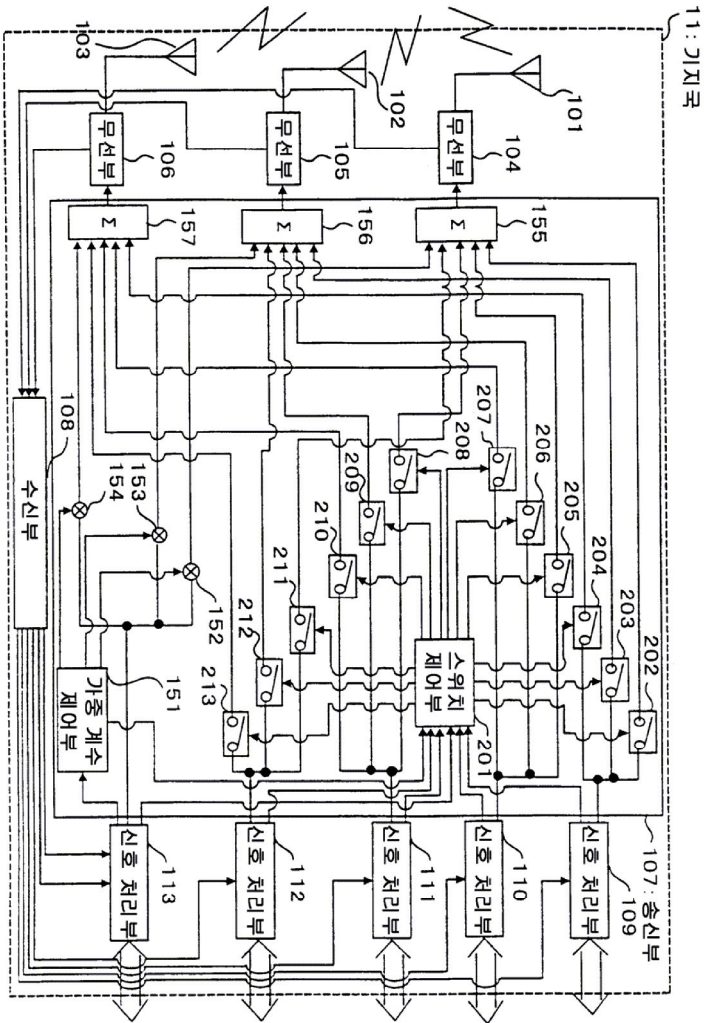 11 : 기지국
101
102
103
무선부
104
무선부
105
무선부
106
Σ
155
Σ
156
Σ
157
202
203
204
205
206
207
208
209
210
211
212
213
스위치
제어부
201
152
153
154
가중 계수
제어부
151
수신부
108
107 : 송신부
신호 처리부
109
신호 처리부
110
신호 처리부
111
신호 처리부
112
신호 처리부
113